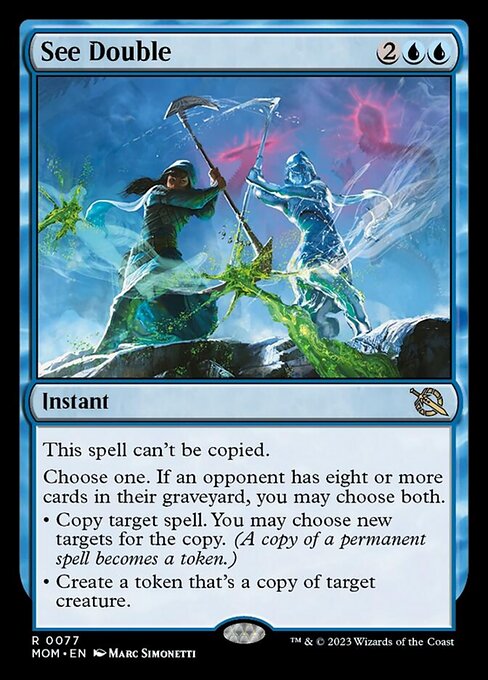 See Double
2
Instant
This spell can't be copied.
Choose one. If an opponent has eight or more
cards in their graveyard, you may choose both.
• Copy target spell. You may choose new
targets for the copy. (A copy of a permanent
spell becomes a token.)
• Create a token that's a copy of target
creature.
R 0077
MOM • EN Marc Simonetti
™ & © 2023 Wizards of the Coast